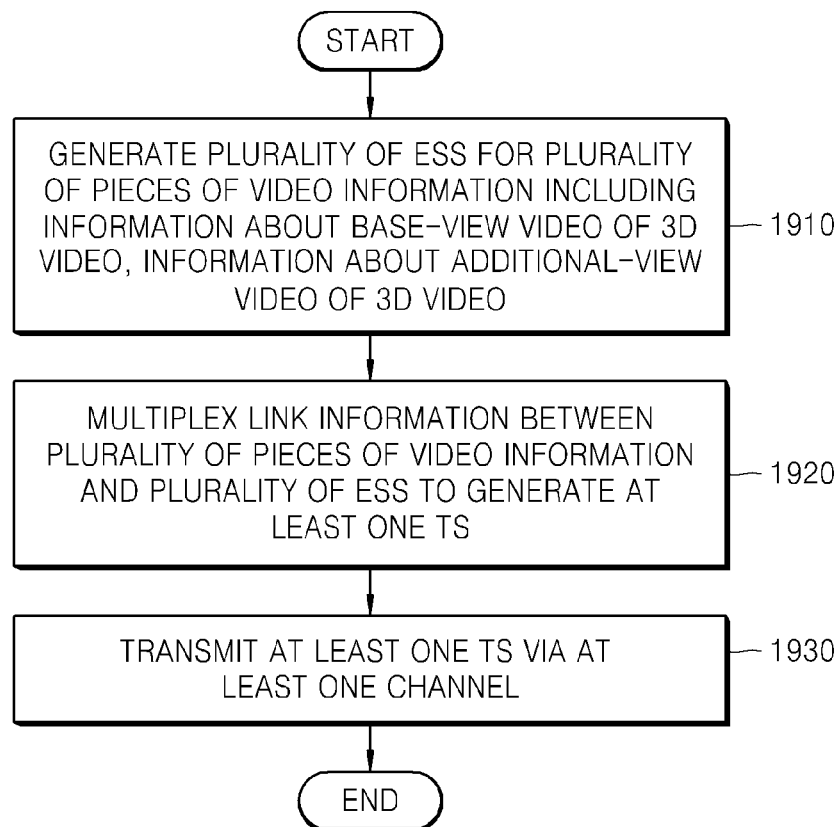 START
GENERATE PLURALITY OF ESS FOR PLURALITY
OF PIECES OF VIDEO INFORMATION INCLUDING
INFORMATION ABOUT BASE-VIEW VIDEO OF 3D
VIDEO, INFORMATION ABOUT ADDITIONAL-VIEW
VIDEO OF 3D VIDEO
1910
MULTIPLEX LINK INFORMATION BETWEEN
PLURALITY OF PIECES OF VIDEO INFORMATION
AND PLURALITY OF ESS TO GENERATE AT
LEAST ONE TS
1920
TRANSMIT AT LEAST ONE TS VIA AT
LEAST ONE CHANNEL
1930
END